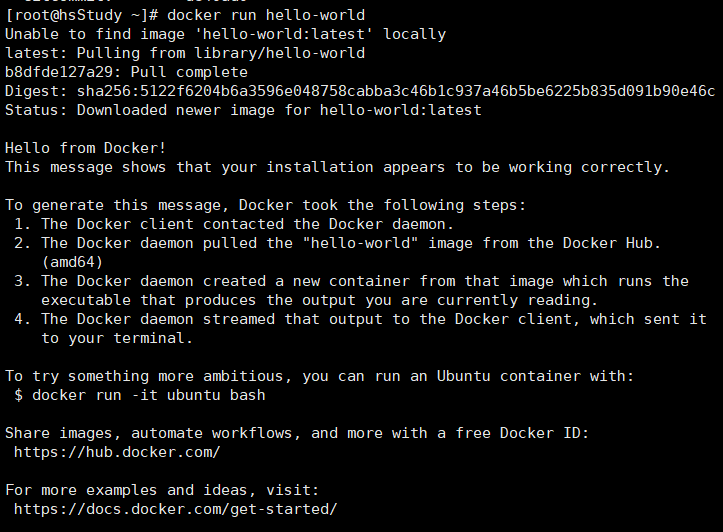 [root@hsStudy ~]# docker run hello-world
Unable to find image 'hello-world:latest' locally
latest: Pulling from library/hello-world
b8dfde127a29: Pull complete
Digest: sha256:5122f6204b6a3596e048758cabba3c46b1c937a46b5be6225b835d091b90e46c
Status: Downloaded newer image for hello-world:latest

Hello from Docker!
This message shows that your installation appears to be working correctly.

To generate this message, Docker took the following steps:
 1. The Docker client contacted the Docker daemon.
 2. The Docker daemon pulled the "hello-world" image from the Docker Hub.
    (amd64)
 3. The Docker daemon created a new container from that image which runs the
    executable that produces the output you are currently reading.
 4. The Docker daemon streamed that output to the Docker client, which sent it
    to your terminal.

To try something more ambitious, you can run an Ubuntu container with:
 $ docker run -it ubuntu bash

Share images, automate workflows, and more with a free Docker ID:
 https://hub.docker.com/

For more examples and ideas, visit:
 https://docs.docker.com/get-started/